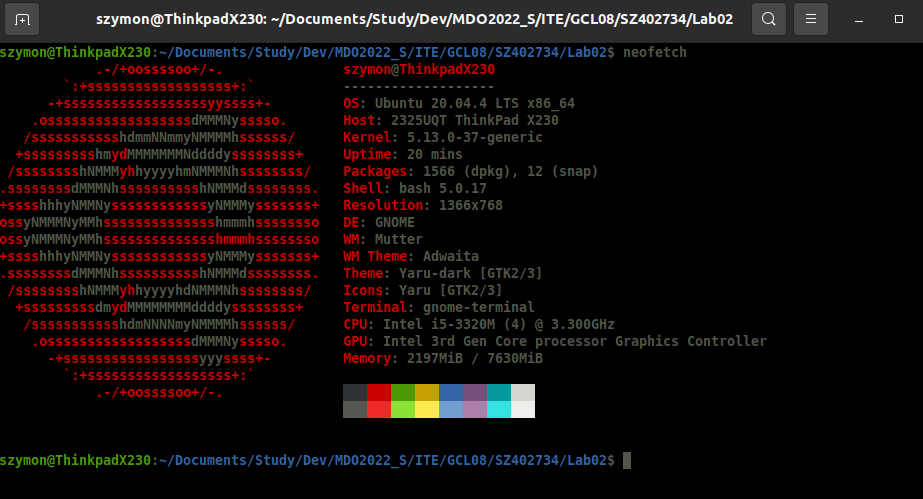 szymon@ThinkpadX230: ~/Documents/Study/Dev/MDO2022_S/ITE/GCL08/SZ402734/Lab02
szymon@ThinkpadX230:~/Documents/Study/Dev/MDO2022_S/ITE/GCL08/SZ402734/Lab02$ neofetch
            .-/+oossssoo+/-.               szymon@ThinkpadX230
        `:+ssssssssssssssssss+:`           -------------------
      -+ssssssssssssssssssyyssss+-         OS: Ubuntu 20.04.4 LTS x86_64
    .ossssssssssssssssssdMMMNysssso.       Host: 2325UQT ThinkPad X230
   /ssssssssssshdmmNNmmyNMMMMhssssss/      Kernel: 5.13.0-37-generic
  +ssssssssshmydMMMMMMMNddddyssssssss+     Uptime: 20 mins
 /sssssssshNMMMyhhyyyyhmNMMMNhssssssss/    Packages: 1566 (dpkg), 12 (snap)
.ssssssssdMMMNhsssssssssshNMMMdssssssss.   Shell: bash 5.0.17
+sssshhhyNMMNyssssssssssssyNMMMysssssss+   Resolution: 1366x768
ossyNMMMNyMMhsssssssssssssshmmmhssssssso   DE: GNOME
ossyNMMMNyMMhsssssssssssssshmmmhssssssso   WM: Mutter
+sssshhhyNMMNyssssssssssssyNMMMysssssss+   WM Theme: Adwaita
.ssssssssdMMMNhsssssssssshNMMMdssssssss.   Theme: Yaru-dark [GTK2/3]
 /sssssssshNMMMyhhyyyyhdNMMMNhssssssss/    Icons: Yaru [GTK2/3]
  +sssssssssdmydMMMMMMMMddddyssssssss+     Terminal: gnome-terminal
   /ssssssssssshdmNNNNmyNMMMMhssssss/      CPU: Intel i5-3320M (4) @ 3.300GHz
    .ossssssssssssssssssdMMMNysssso.       GPU: Intel 3rd Gen Core processor Graphics Controller
      -+sssssssssssssssssyyyssss+-         Memory: 2197MiB / 7630MiB
        `:+ssssssssssssssssss+:`
            .-/+oossssoo+/-.
szymon@ThinkpadX230:~/Documents/Study/Dev/MDO2022_S/ITE/GCL08/SZ402734/Lab02$